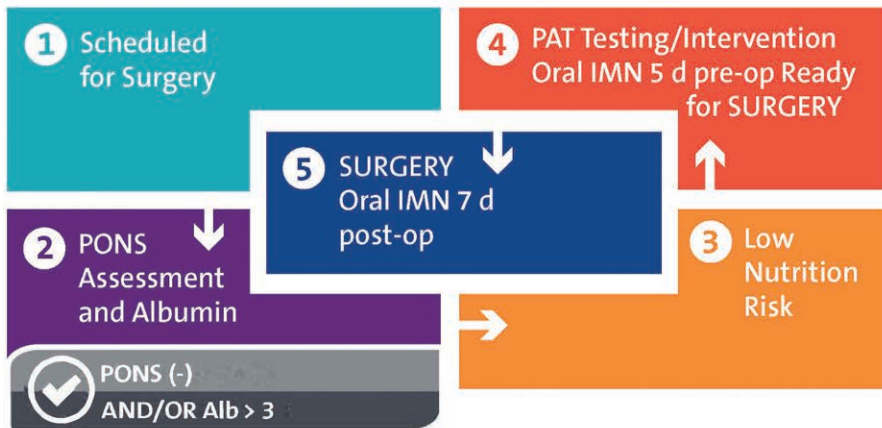 1 Scheduled
for Surgery
2 PONS
Assessment
and Albumin
PONS (-)
AND/OR Alb > 3
3 Low
Nutrition
Risk
4 PAT Testing/Intervention
Oral IMN 5 d pre-op Ready
for SURGERY
5 SURGERY
Oral IMN 7 d
post-op